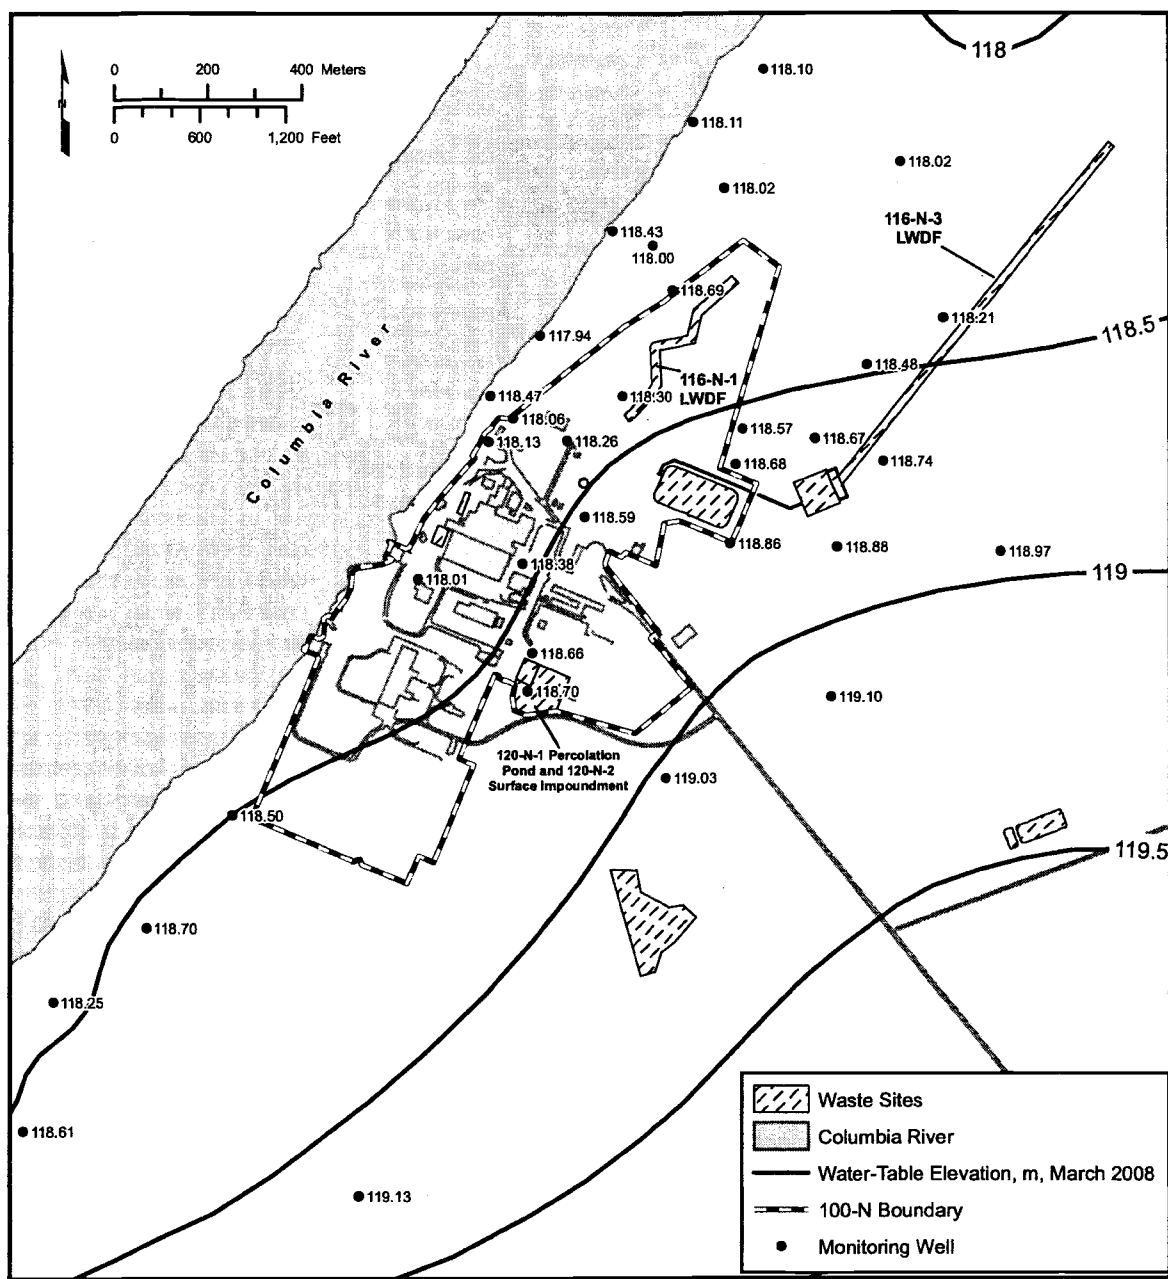 118
0 200 400 Meters
N
0 600 1,200 Feet
118.10
118.11
118.02
118.02
116-N-3
LWDF
118.43
118.00
118.69
118.21
118.5
117.94
118.48
Columbia River
116-N-1
LWDF
118.47
118.30
118.06
118.57
118.67
118.13
118.26
118.68
118.74
118.59
118.86
118.88
118.97
118.38
118.01
119
118.66
118.70
119.10
120-N-1 Percolation
Pond and 120-N-2
Surface Impoundment
119.03
118.50
119.5
118.70
118.25
118.61
119.13
Waste Sites
Columbia River
Water-Table Elevation, m, March 2008
100-N Boundary
Monitoring Well